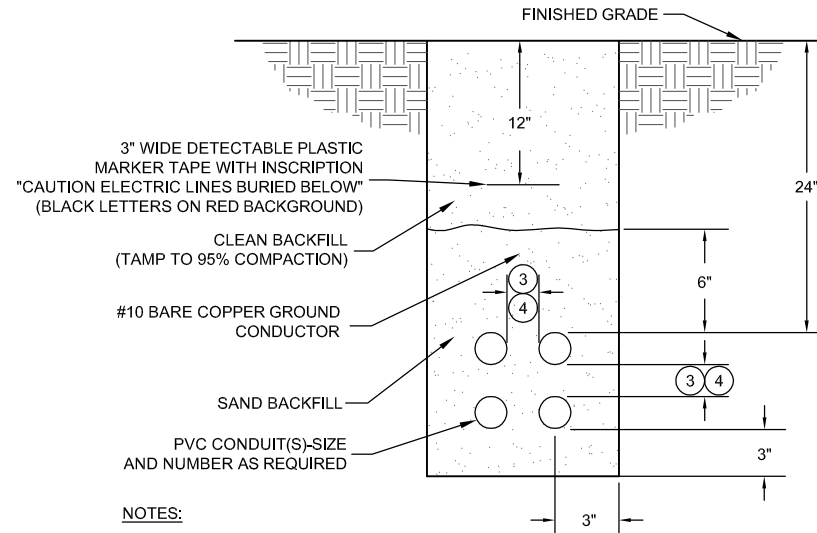 FINISHED GRADE
12"
3" WIDE DETECTABLE PLASTIC
MARKER TAPE WITH INSCRIPTION
"CAUTION ELECTRIC LINES BURIED BELOW"
(BLACK LETTERS ON RED BACKGROUND)
24"
CLEAN BACKFILL
(TAMP TO 95% COMPACTION)
6"
3
4
#10 BARE COPPER GROUND
CONDUCTOR
3 4
SAND BACKFILL
PVC CONDUIT(S)-SIZE
AND NUMBER AS REQUIRED
3"
NOTES:
3"